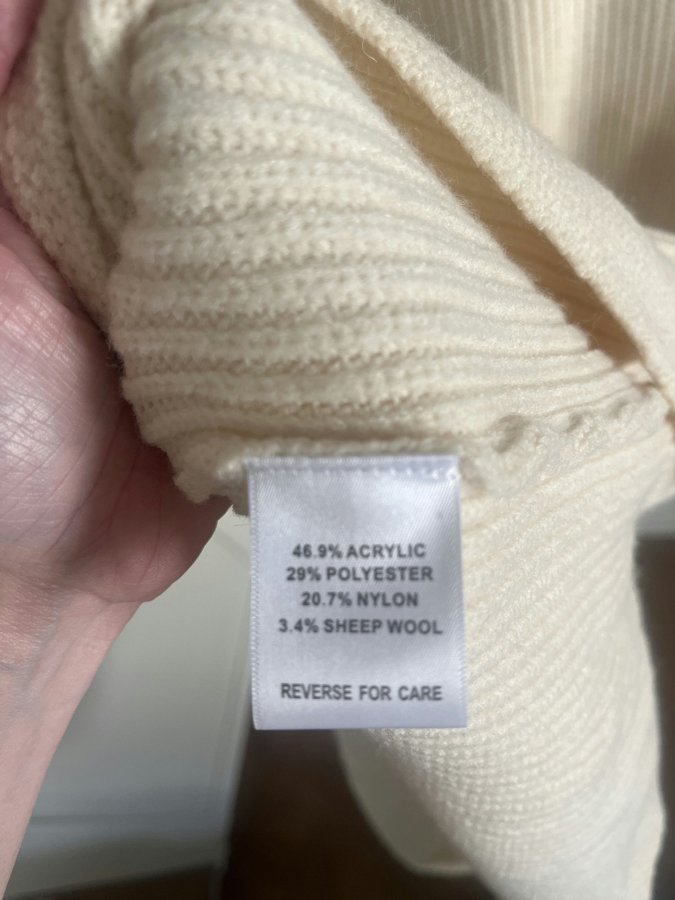 46.9% ACRYLIC
29% POLYESTER
20.7% NYLON
3.4% SHEEP WOOL
REVERSE FOR CARE